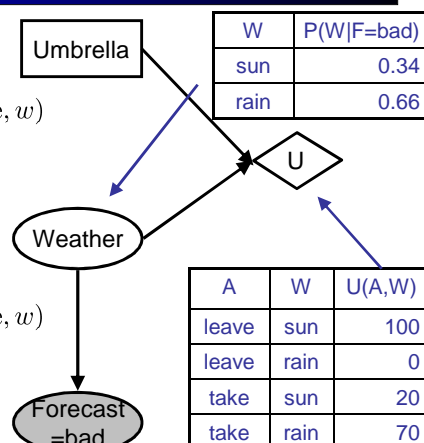 Umbrella
W P(W|F=bad)
sun 0.34
rain 0.66
, w)
U
Weather
A W U(A,W)
leave sun 100
leave rain 0
take sun 20
take rain 70
, w)
Forecast
=bad